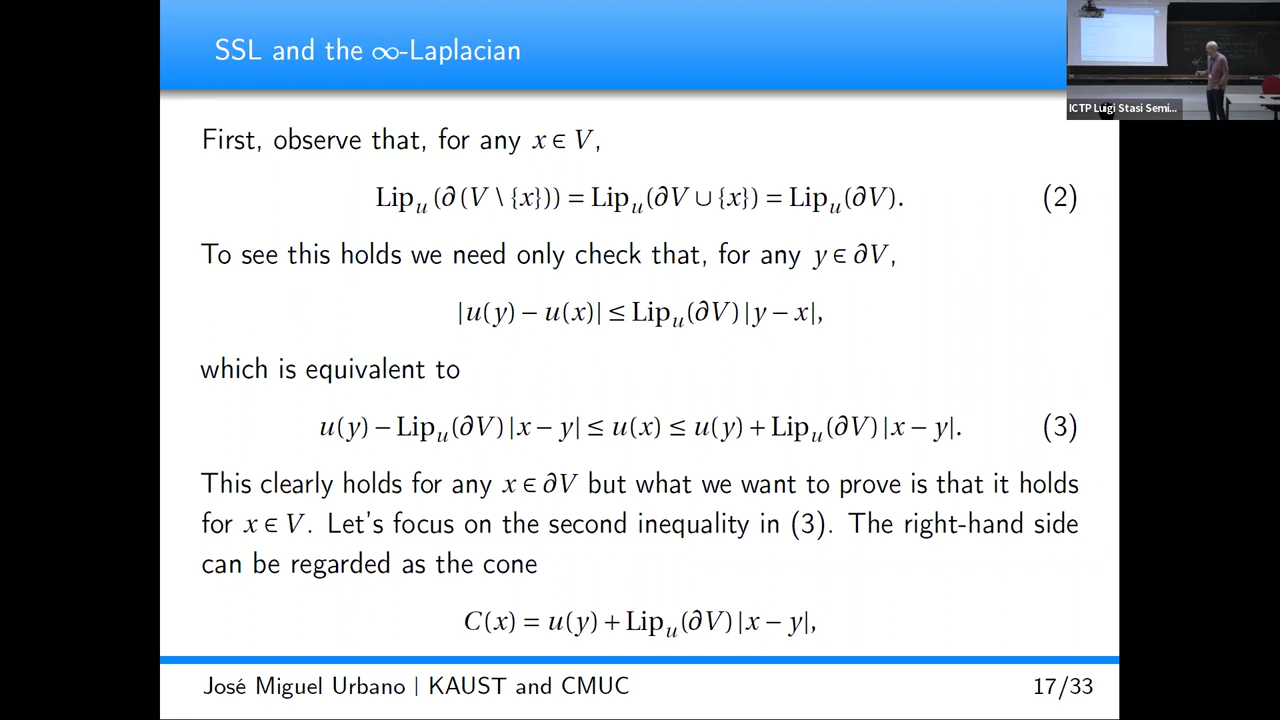 SSL and the ∞-Laplacian
ICTP Luigi Stasi Semi...
First, observe that, for any x ∈ V,
Lip_u (∂(V \ {x})) = Lip_u(∂V ∪ {x}) = Lip_u(∂V). (2)
To see this holds we need only check that, for any y ∈ ∂V,
|u(y) − u(x)| ≤ Lip_u(∂V) |y − x|,
which is equivalent to
u(y) − Lip_u(∂V) |x − y| ≤ u(x) ≤ u(y) + Lip_u(∂V) |x − y|. (3)
This clearly holds for any x ∈ ∂V but what we want to prove is that it holds
for x ∈ V. Let's focus on the second inequality in (3). The right-hand side
can be regarded as the cone
C(x) = u(y) + Lip_u(∂V) |x − y|,
José Miguel Urbano | KAUST and CMUC 17/33